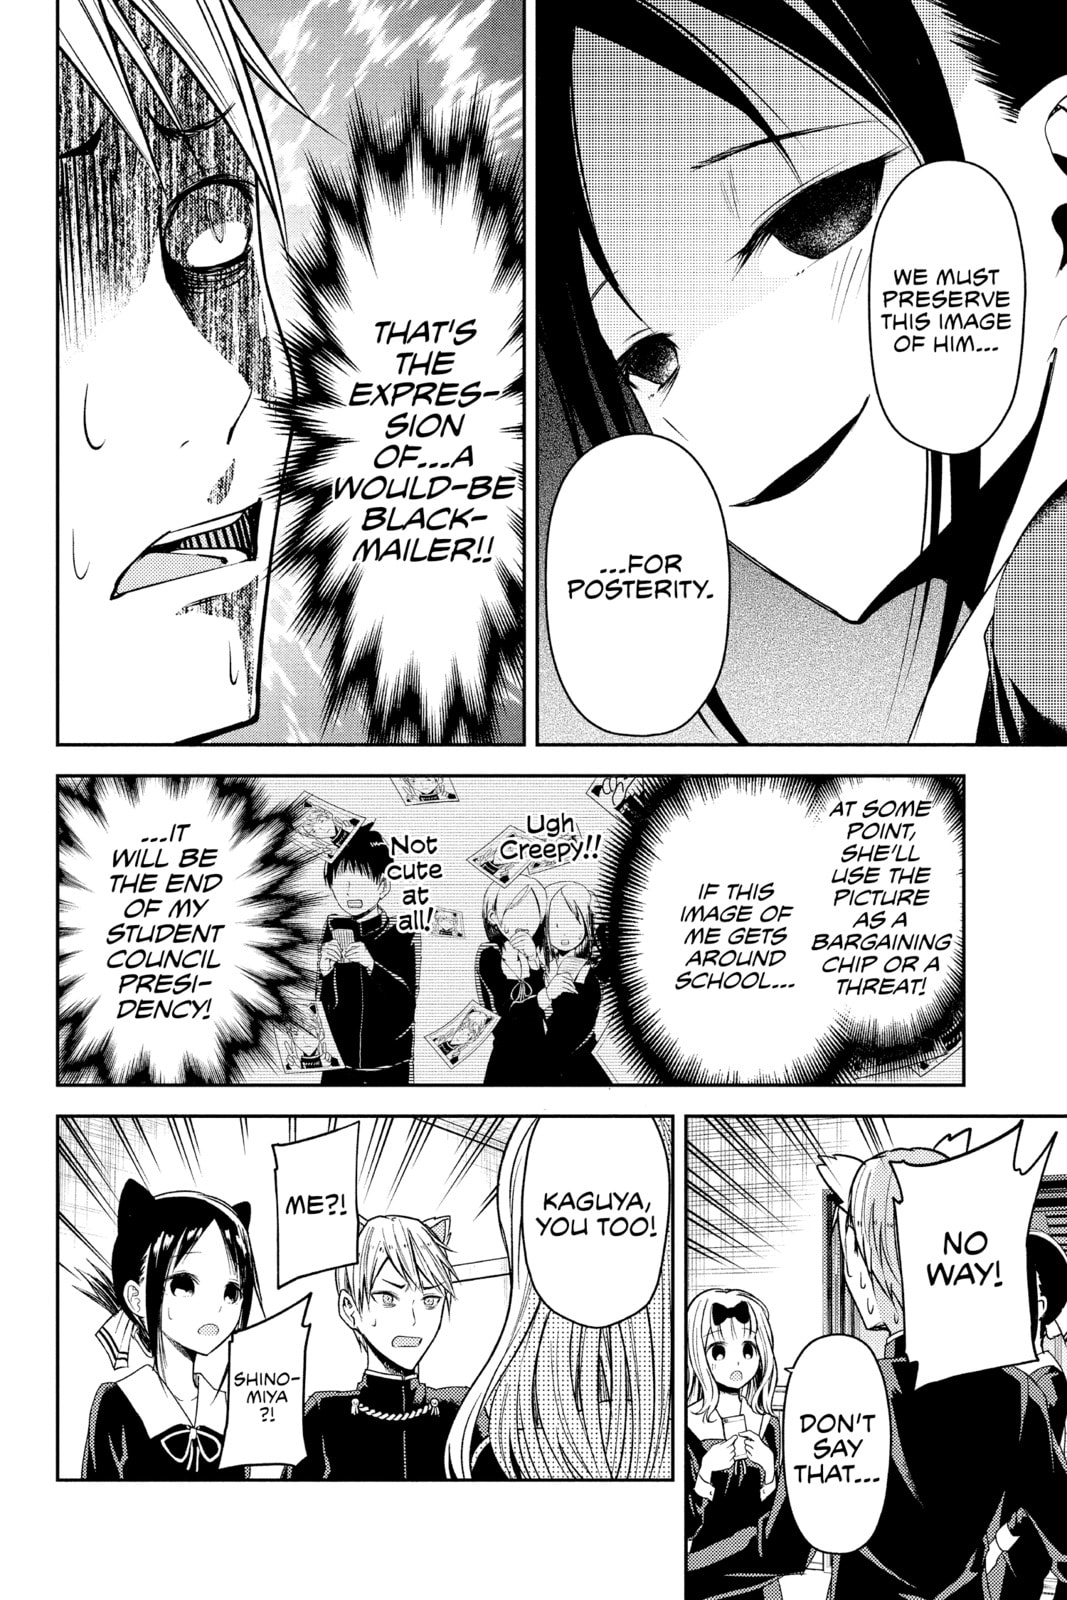 WE MUST
PRESERVE
THIS IMAGE
OF HIM...
...FOR
POSTERITY.
THAT'S
THE
EXPRES-
SION
OF...A
WOULD-BE
BLACK-
MAILER!!
AT SOME
POINT,
SHE'LL
USE THE
PICTURE
AS A
BARGAINING
CHIP OR A
THREAT!
IF THIS
IMAGE OF
ME GETS
AROUND
SCHOOL...
Ugh
Creepy!!
Not
cute
at
all!
...IT
WILL BE
THE END
OF MY
STUDENT
COUNCIL
PRESI-
DENCY!
NO
WAY!
DON'T
SAY
THAT...
KAGUYA,
YOU TOO!
ME?!
SHINO-
MIYA
?!